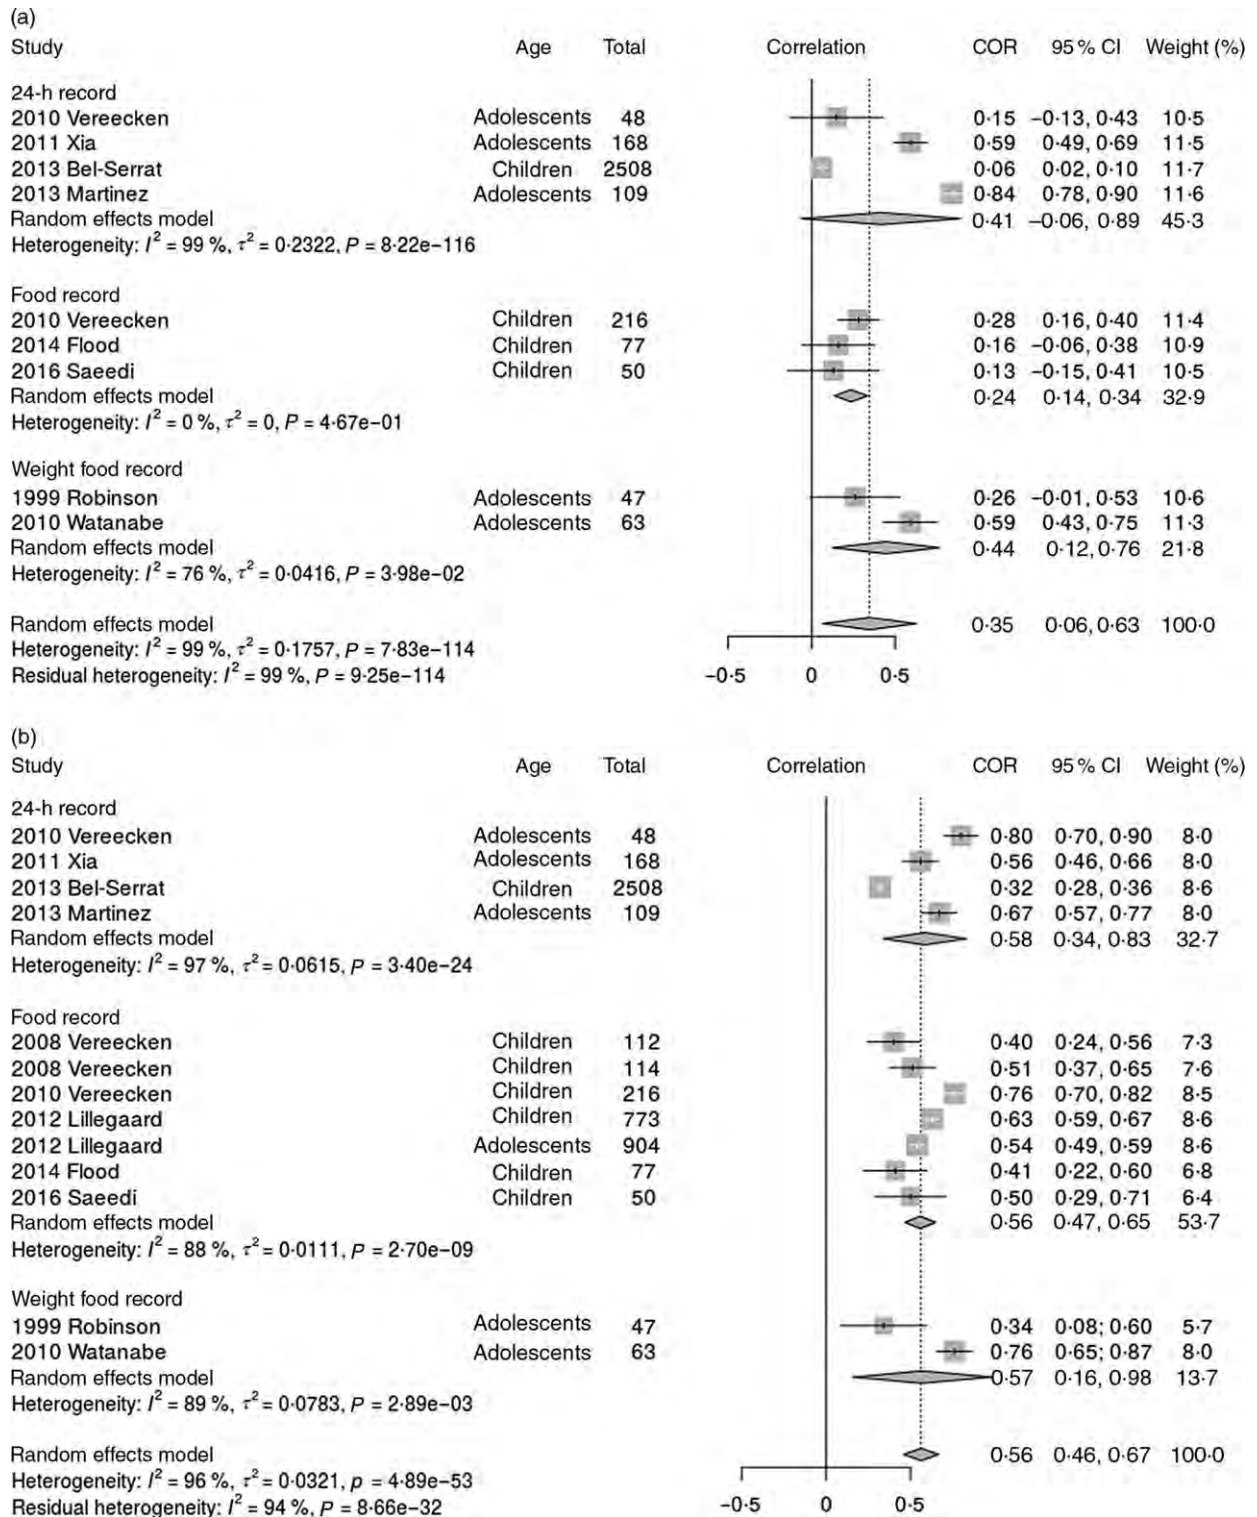 (a)
Study Age Total Correlation COR 95 % CI Weight (%)
24-h record
2010 Vereecken Adolescents 48 0·15 −0·13, 0·43 10·5
2011 Xia Adolescents 168 0·59 0·49, 0·69 11·5
2013 Bel-Serrat Children 2508 0·06 0·02, 0·10 11·7
2013 Martinez Adolescents 109 0·84 0·78, 0·90 11·6
Random effects model 0·41 −0·06, 0·89 45·3
Heterogeneity: I² = 99 %, τ² = 0·2322, P = 8·22e−116
Food record
2010 Vereecken Children 216 0·28 0·16, 0·40 11·4
2014 Flood Children 77 0·16 −0·06, 0·38 10·9
2016 Saeedi Children 50 0·13 −0·15, 0·41 10·5
Random effects model 0·24 0·14, 0·34 32·9
Heterogeneity: I² = 0 %, τ² = 0, P = 4·67e−01
Weight food record
1999 Robinson Adolescents 47 0·26 −0·01, 0·53 10·6
2010 Watanabe Adolescents 63 0·59 0·43, 0·75 11·3
Random effects model 0·44 0·12, 0·76 21·8
Heterogeneity: I² = 76 %, τ² = 0·0416, P = 3·98e−02
Random effects model 0·35 0·06, 0·63 100·0
Heterogeneity: I² = 99 %, τ² = 0·1757, P = 7·83e−114
Residual heterogeneity: I² = 99 %, P = 9·25e−114
−0·5 0 0·5
(b)
Study Age Total Correlation COR 95 % CI Weight (%)
24-h record
2010 Vereecken Adolescents 48 0·80 0·70, 0·90 8·0
2011 Xia Adolescents 168 0·56 0·46, 0·66 8·0
2013 Bel-Serrat Children 2508 0·32 0·28, 0·36 8·6
2013 Martinez Adolescents 109 0·67 0·57, 0·77 8·0
Random effects model 0·58 0·34, 0·83 32·7
Heterogeneity: I² = 97 %, τ² = 0·0615, P = 3·40e−24
Food record
2008 Vereecken Children 112 0·40 0·24, 0·56 7·3
2008 Vereecken Children 114 0·51 0·37, 0·65 7·6
2010 Vereecken Children 216 0·76 0·70, 0·82 8·5
2012 Lillegaard Children 773 0·63 0·59, 0·67 8·6
2012 Lillegaard Adolescents 904 0·54 0·49, 0·59 8·6
2014 Flood Children 77 0·41 0·22, 0·60 6·8
2016 Saeedi Children 50 0·50 0·29, 0·71 6·4
Random effects model 0·56 0·47, 0·65 53·7
Heterogeneity: I² = 88 %, τ² = 0·0111, P = 2·70e−09
Weight food record
1999 Robinson Adolescents 47 0·34 0·08; 0·60 5·7
2010 Watanabe Adolescents 63 0·76 0·65; 0·87 8·0
Random effects model 0·57 0·16, 0·98 13·7
Heterogeneity: I² = 89 %, τ² = 0·0783, P = 2·89e−03
Random effects model 0·56 0·46, 0·67 100·0
Heterogeneity: I² = 96 %, τ² = 0·0321, p = 4·89e−53
Residual heterogeneity: I² = 94 %, P = 8·66e−32
−0·5 0 0·5